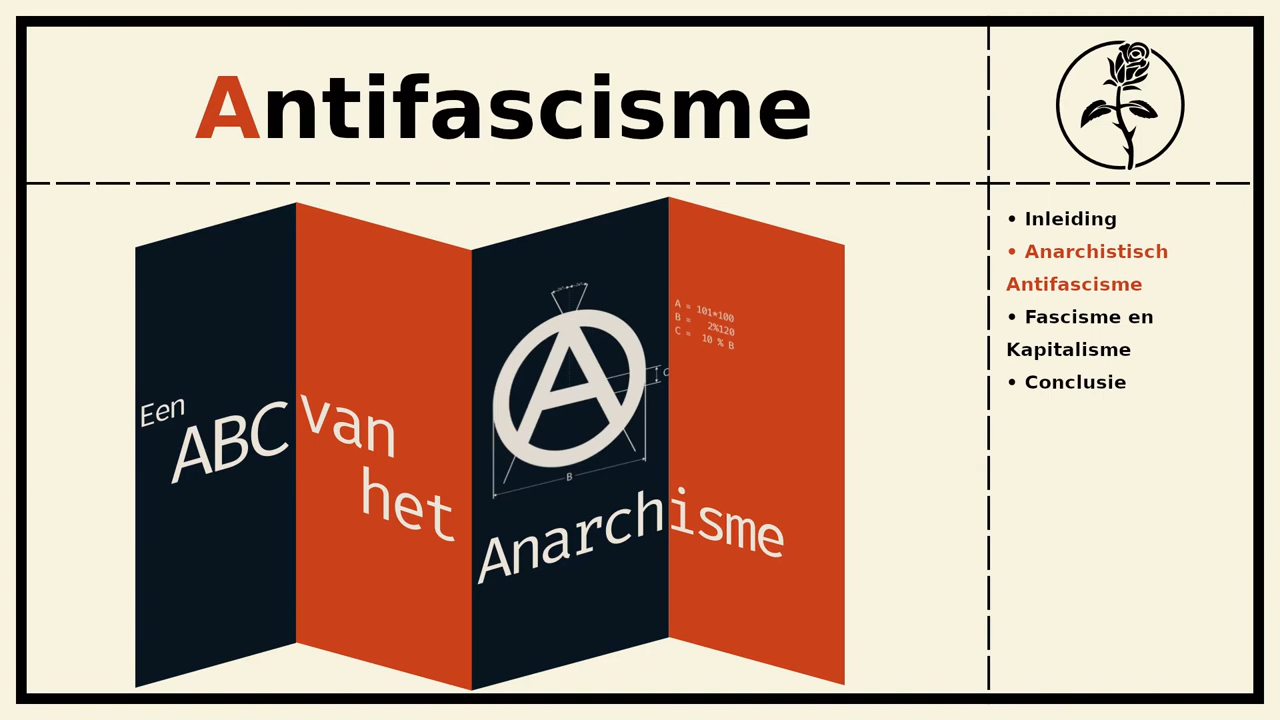 Antifascisme
Een
ABC
van
het
Anarchisme
A
B
C
A = 101*100
B = 2%120
C = 10 % B
• Inleiding
• Anarchistisch
Antifascisme
• Fascisme en
Kapitalisme
• Conclusie